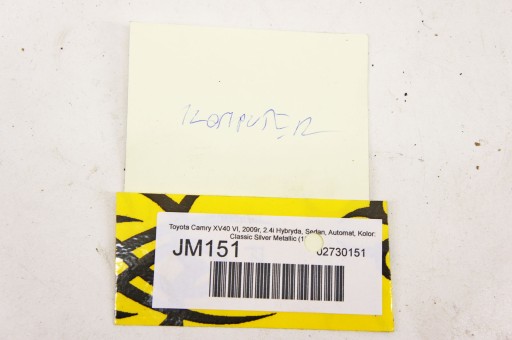 KOMPUTER
Toyota Camry XV40 VI, 2009r, 2.4i Hybryda, Sedan, Automat, Kolor:
Classic Silver Metallic
JM151
02730151